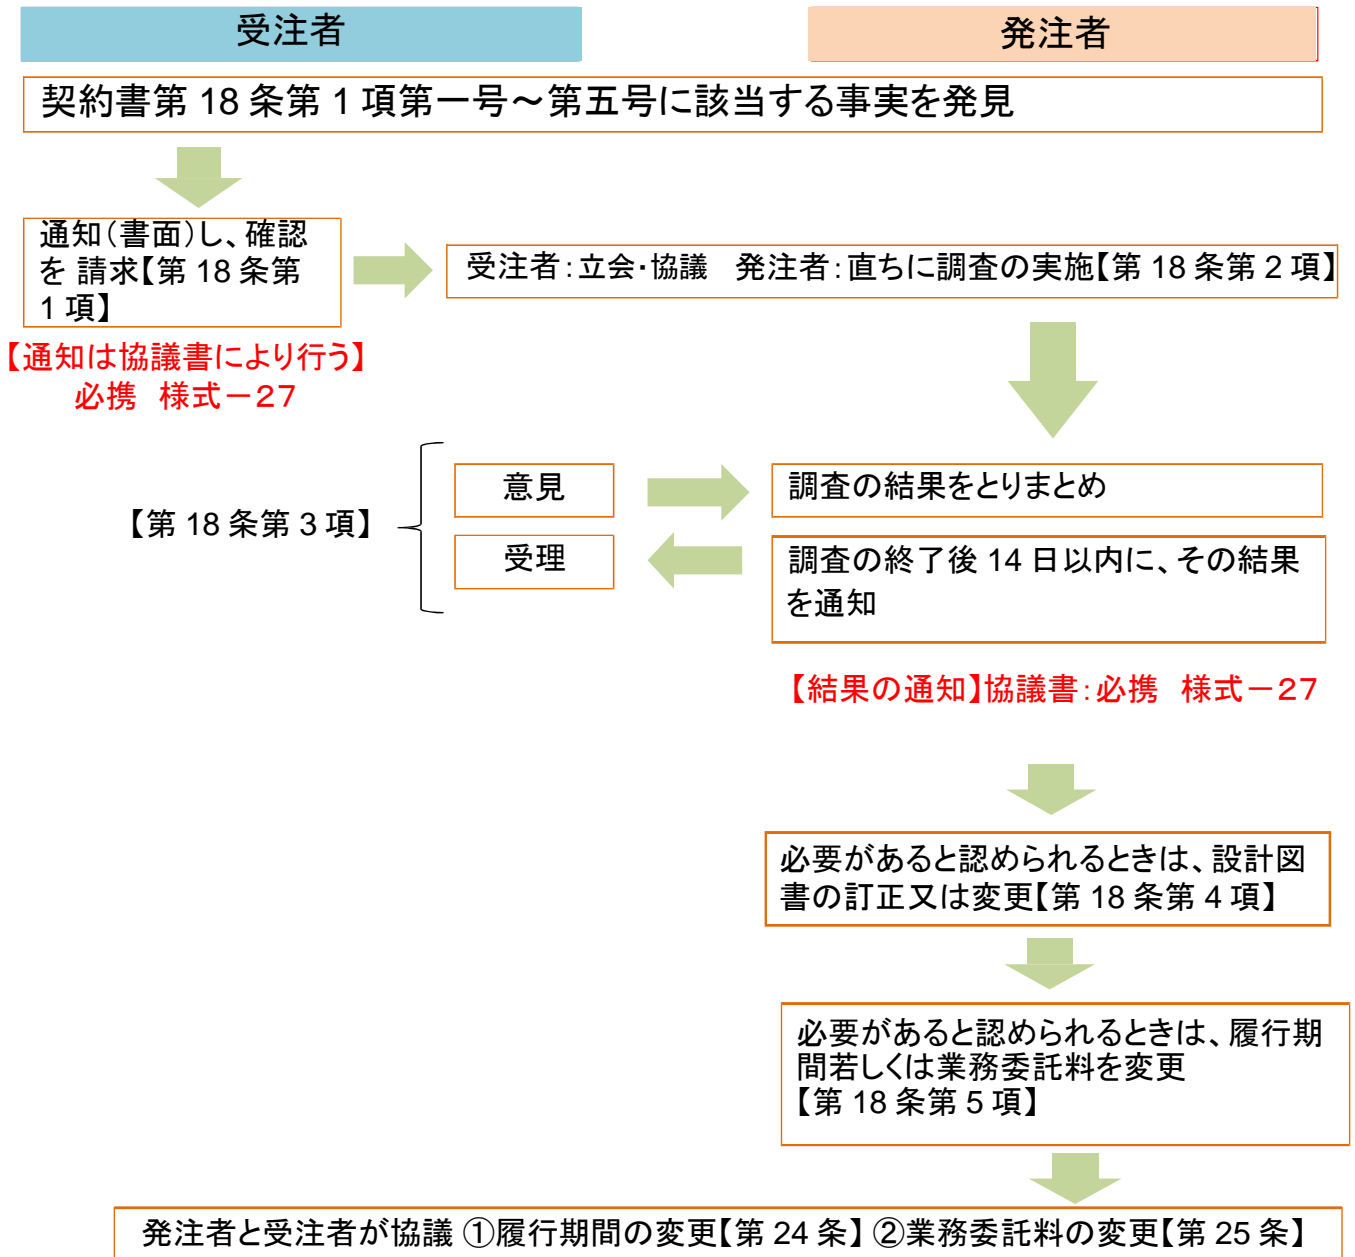 受注者
発注者
契約書第 18 条第 1 項第一号~第五号に該当する事実を発見
通知(書面)し、確認
を 請求【第 18 条第
1 項】
受注者:立会・協議　発注者:直ちに調査の実施【第 18 条第 2 項】
【通知は協議書により行う】
必携　様式－27
【第 18 条第 3 項】
意見
調査の結果をとりまとめ
受理
調査の終了後 14 日以内に、その結果
を通知
【結果の通知】協議書:必携　様式－27
必要があると認められるときは、設計図
書の訂正又は変更【第 18 条第 4 項】
必要があると認められるときは、履行期
間若しくは業務委託料を変更
【第 18 条第 5 項】
発注者と受注者が協議 ①履行期間の変更【第 24 条】 ②業務委託料の変更【第 25 条】